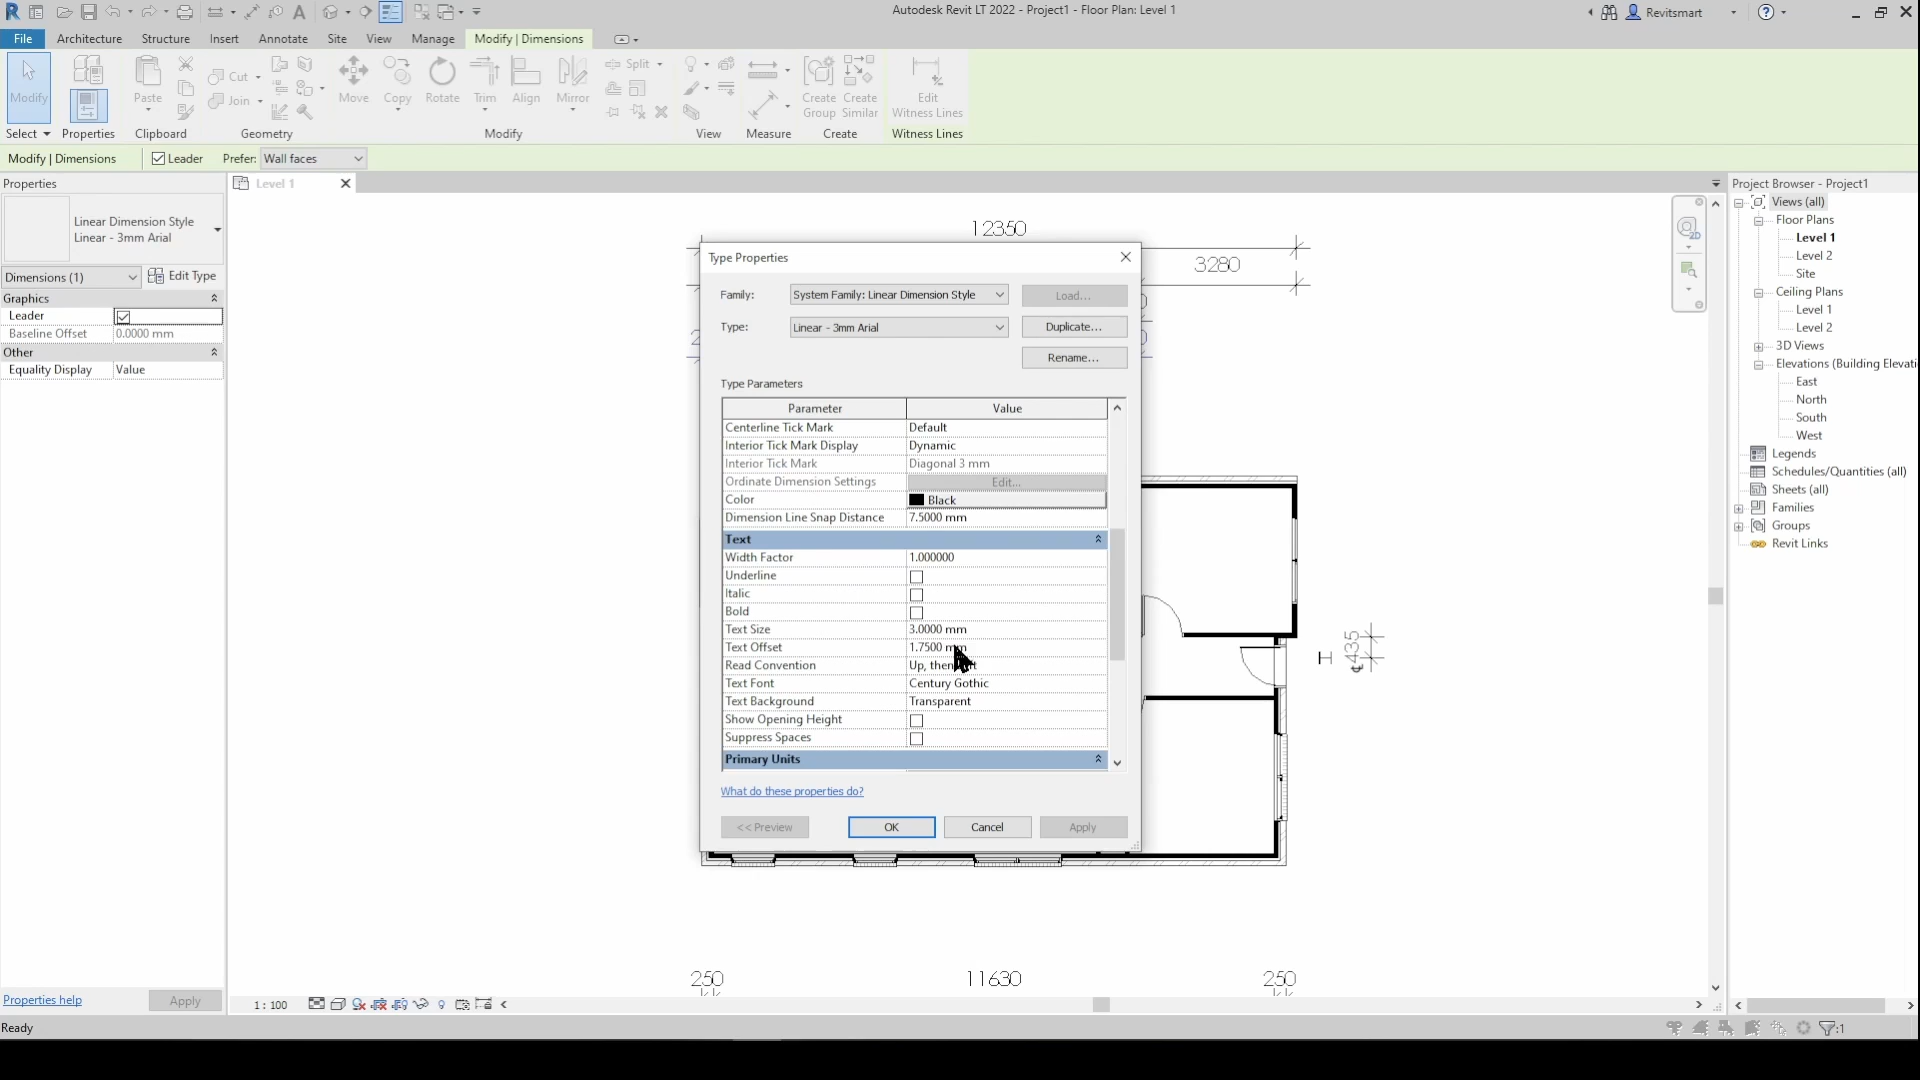 Autodesk Revit LT 2022 - Project1 - Floor Plan: Level 1
Revitsmart
File Architecture Structure Insert Annotate Site View Manage Modify | Dimensions
Modify
Paste
Cut
Join
Move Copy Rotate Trim Align Mirror
Split
Create Group
Create Similar
Edit Witness Lines
Select Properties Clipboard Geometry Modify View Measure Create Witness Lines
Modify | Dimensions Leader Prefer: Wall faces
Properties
Linear Dimension Style
Linear - 3mm Arial
Dimensions (1) Edit Type
Graphics
Leader
Baseline Offset 0.0000 mm
Other
Equality Display Value
Properties help Apply
Level 1
12350
3280
435
250 11630 250
Type Properties
Family: System Family: Linear Dimension Style Load...
Type: Linear - 3mm Arial Duplicate...
Rename...
Type Parameters
Parameter Value
Centerline Tick Mark Default
Interior Tick Mark Display Dynamic
Interior Tick Mark Diagonal 3 mm
Ordinate Dimension Settings Edit...
Color Black
Dimension Line Snap Distance 7.5000 mm
Text
Width Factor 1.000000
Underline
Italic
Bold
Text Size 3.0000 mm
Text Offset 1.7500 mm
Read Convention Up, then
Text Font Century Gothic
Text Background Transparent
Show Opening Height
Suppress Spaces
Primary Units
What do these properties do?
<< Preview OK Cancel Apply
Project Browser - Project1
Views (all)
Floor Plans
Level 1
Level 2
Site
Ceiling Plans
Level 1
Level 2
3D Views
Elevations (Building Elevati
East
North
South
West
Legends
Schedules/Quantities (all)
Sheets (all)
Families
Groups
Revit Links
1 : 100
Ready
:1